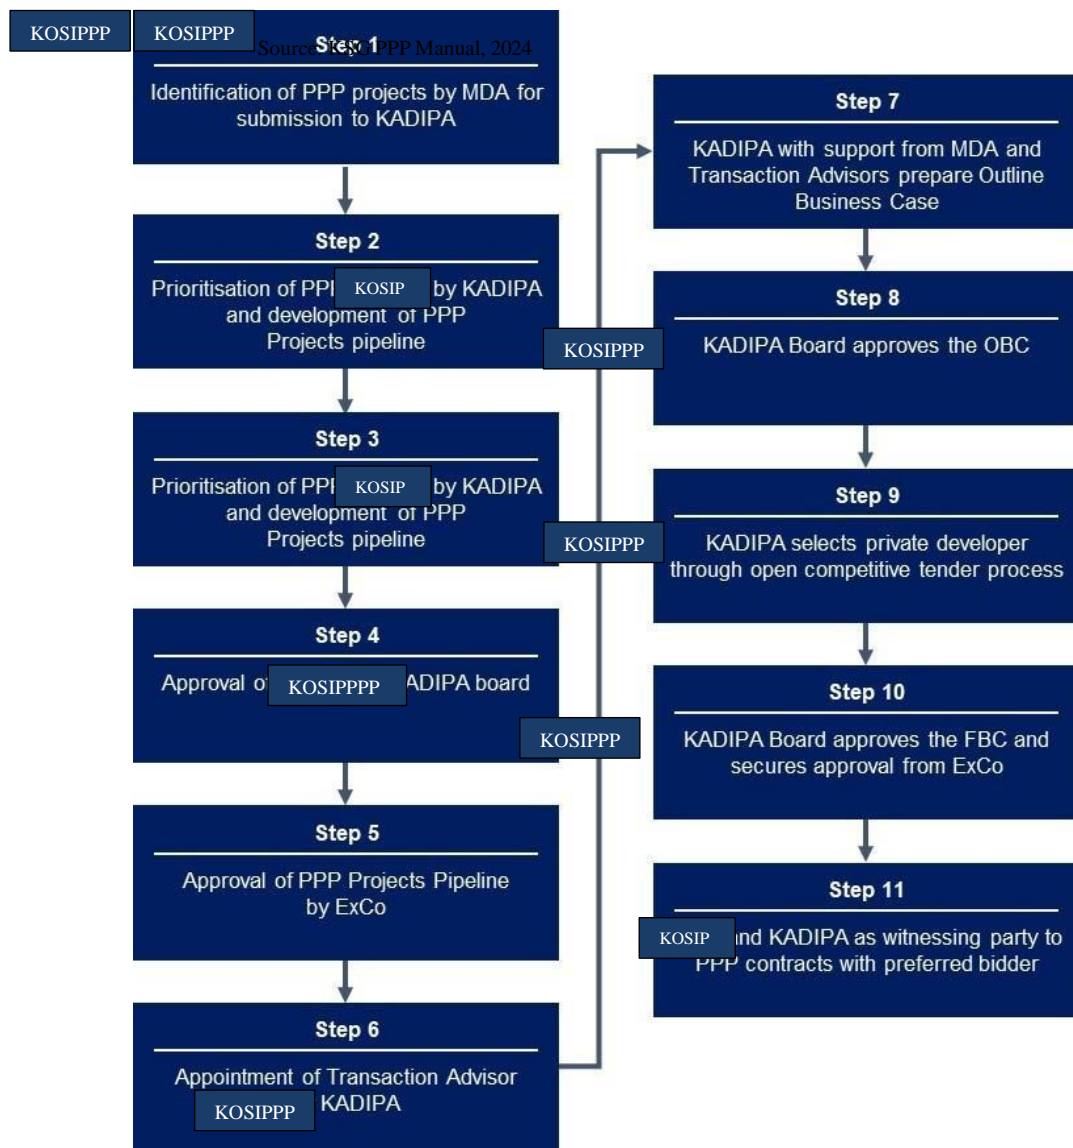 KOSIPPP KOSIPPP
Source: KSG PPP Manual, 2024
Step 1
Identification of PPP projects by MDA for
submission to KADIPA
Step 2
Prioritisation of PPP KOSIP by KADIPA
and development of PPP
Projects pipeline
Step 3
Prioritisation of PPP KOSIP by KADIPA
and development of PPP
Projects pipeline
Step 4
Approval of KOSIPPPP KADIPA board
Step 5
Approval of PPP Projects Pipeline
by ExCo
Step 6
Appointment of Transaction Advisor
KOSIPPP KADIPA
KOSIPPP
KOSIPPP
KOSIPPP
Step 7
KADIPA with support from MDA and
Transaction Advisors prepare Outline
Business Case
Step 8
KADIPA Board approves the OBC
Step 9
KADIPA selects private developer
through open competitive tender process
Step 10
KADIPA Board approves the FBC and
secures approval from ExCo
Step 11
KOSIP and KADIPA as witnessing party to
PPP contracts with preferred bidder